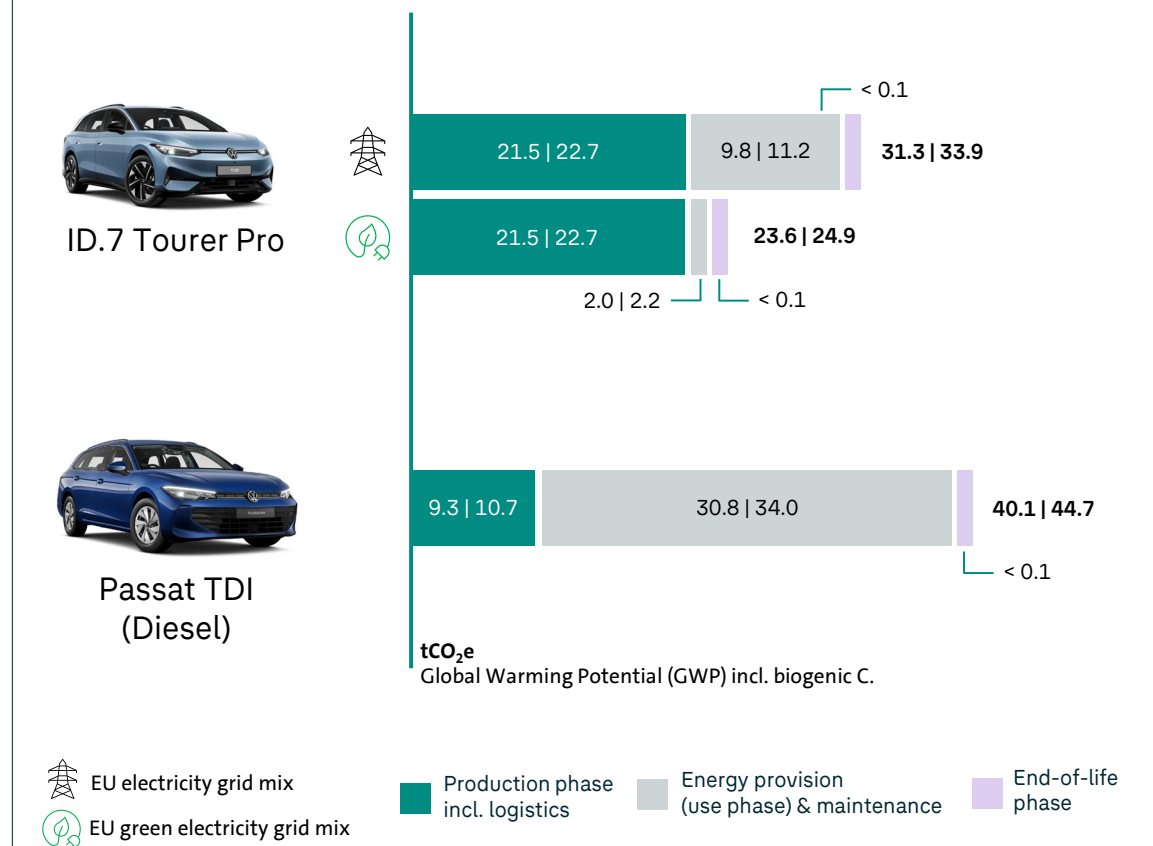 < 0.1
21.5 | 22.7
9.8 | 11.2
31.3 | 33.9
ID.7 Tourer Pro
21.5 | 22.7
23.6 | 24.9
2.0 | 2.2
< 0.1
9.3 | 10.7
30.8 | 34.0
40.1 | 44.7
< 0.1
Passat TDI
(Diesel)
tCO₂e
Global Warming Potential (GWP) incl. biogenic C.
EU electricity grid mix
EU green electricity grid mix
Production phase
incl. logistics
Energy provision
(use phase) & maintenance
End-of-life
phase